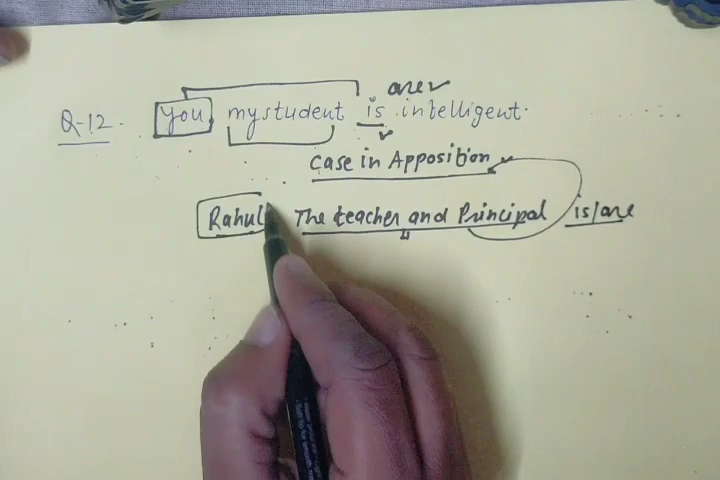 are
Q-12. You my student is intelligent.
Case in Apposition
Rahul The teacher and Principal is/are